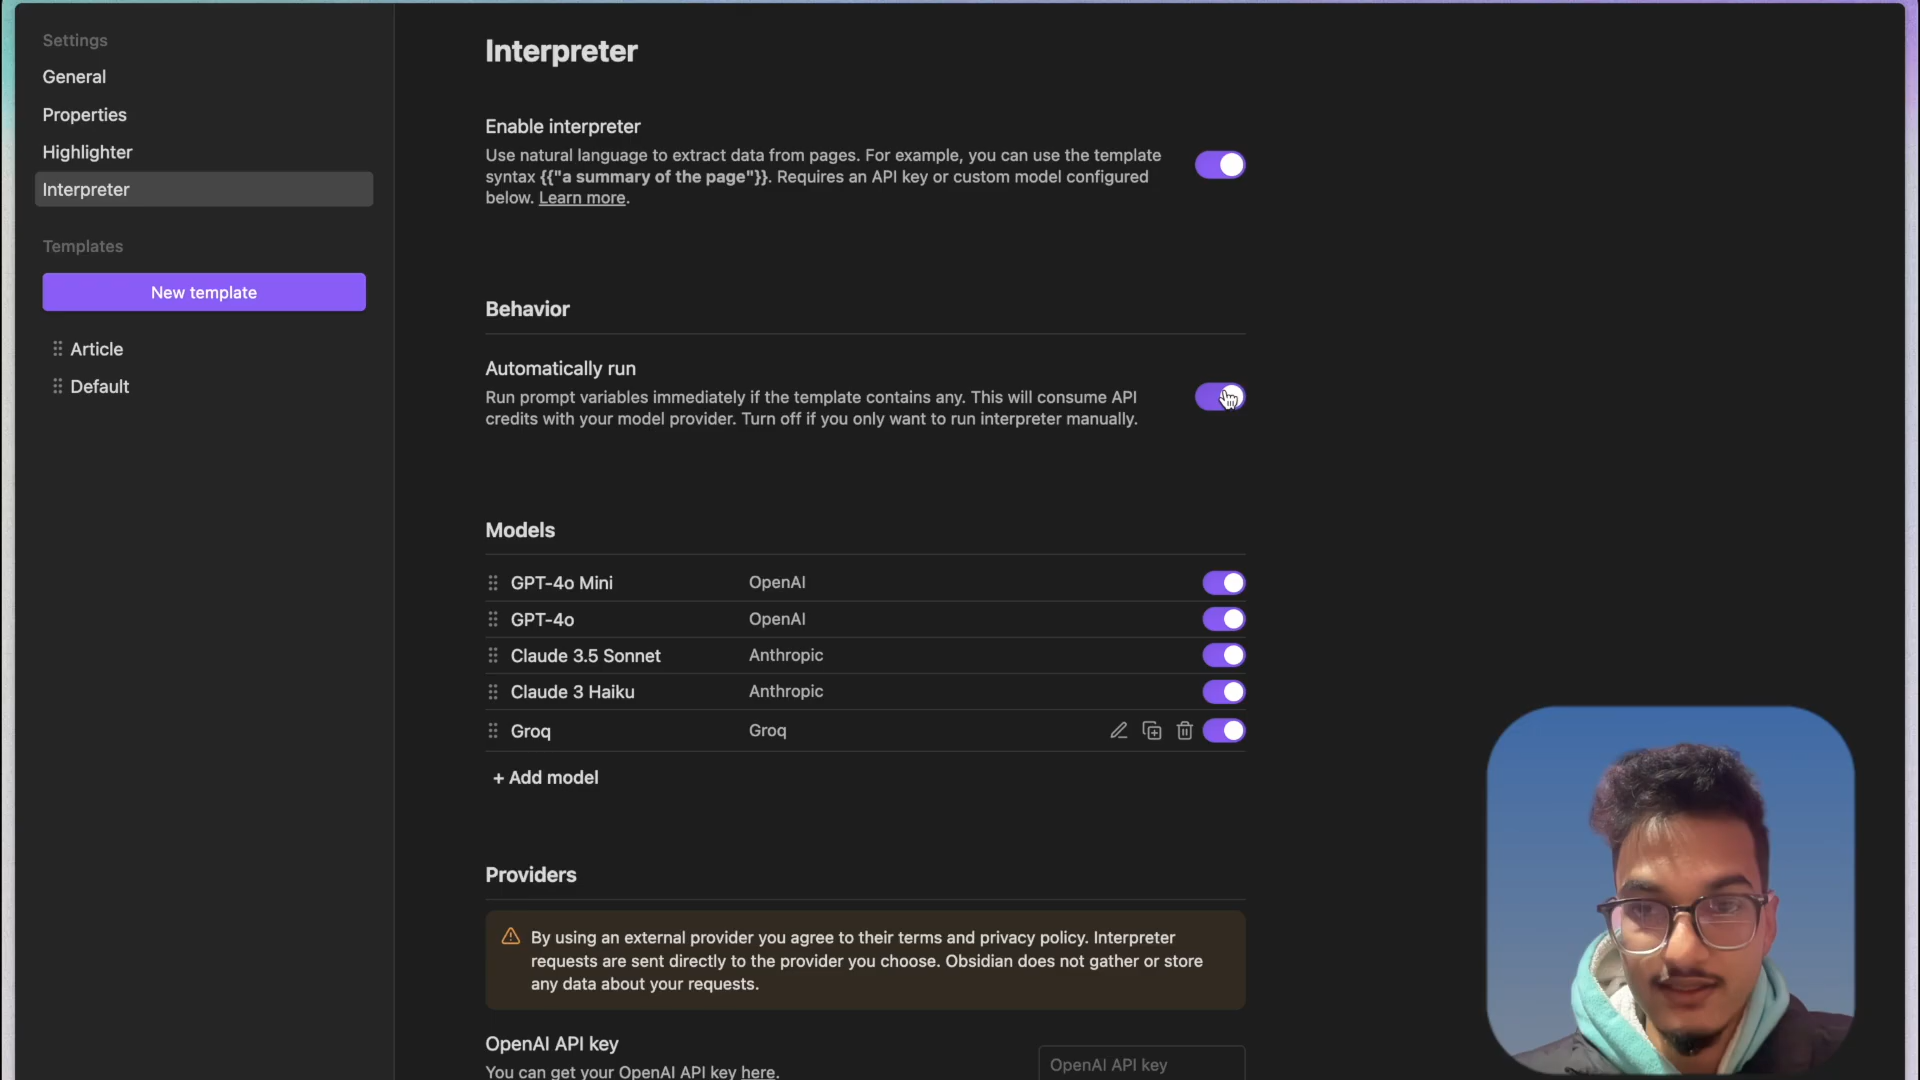 Settings
General
Properties
Highlighter
Interpreter
Templates
New template
Article
Default
Interpreter
Enable interpreter
Use natural language to extract data from pages. For example, you can use the template
syntax {{"a summary of the page"}}. Requires an API key or custom model configured
below. Learn more.
Behavior
Automatically run
Run prompt variables immediately if the template contains any. This will consume API
credits with your model provider. Turn off if you only want to run interpreter manually.
Models
GPT-4o Mini OpenAI
GPT-4o OpenAI
Claude 3.5 Sonnet Anthropic
Claude 3 Haiku Anthropic
Groq Groq
+ Add model
Providers
By using an external provider you agree to their terms and privacy policy. Interpreter
requests are sent directly to the provider you choose. Obsidian does not gather or store
any data about your requests.
OpenAI API key
You can get your OpenAI API key here.
OpenAI API key